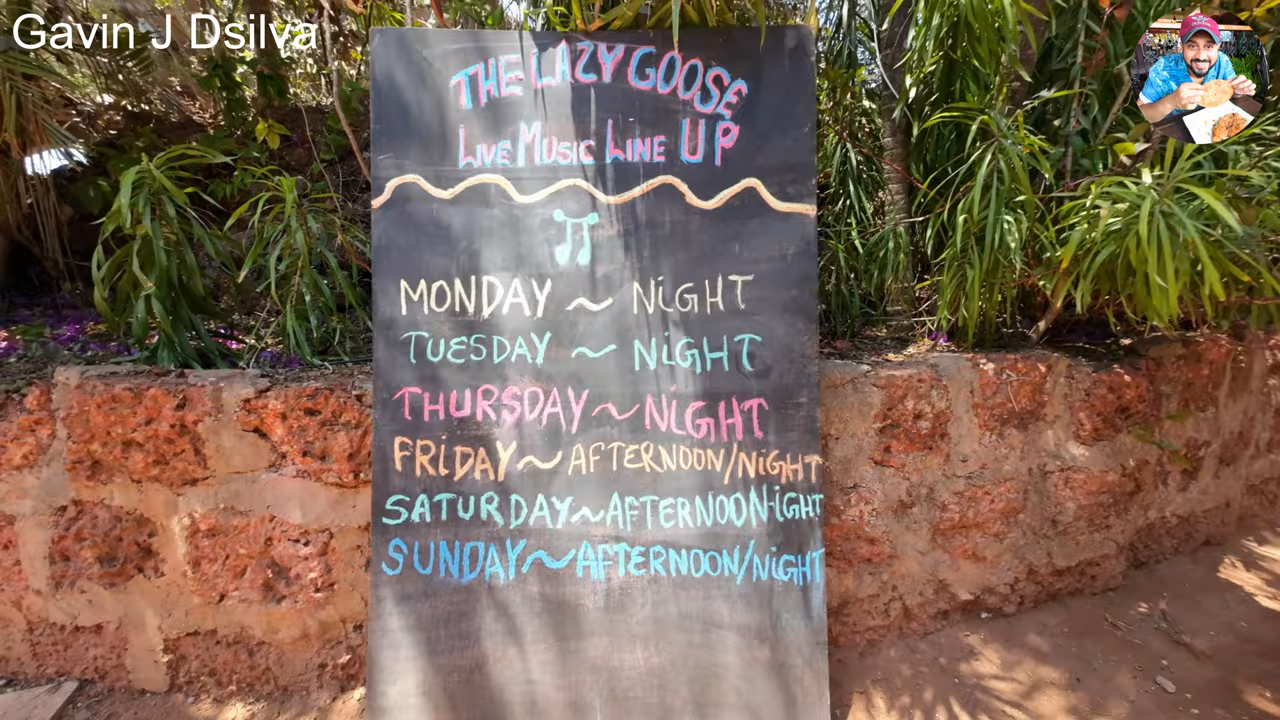 Gavin J Dsilva
THE LAZY GOOSE
LIVE MUSIC LINE UP
MONDAY ~ NiGHT
TUESDAY ~ NiGHT
THURSDAY ~ NiGHT
FRiDAY ~ AFTERNOON/NiGHT
SATURDAY ~ AFTERNOON-iGHT
SUNDAY ~ AFTERNOON/NiGHT